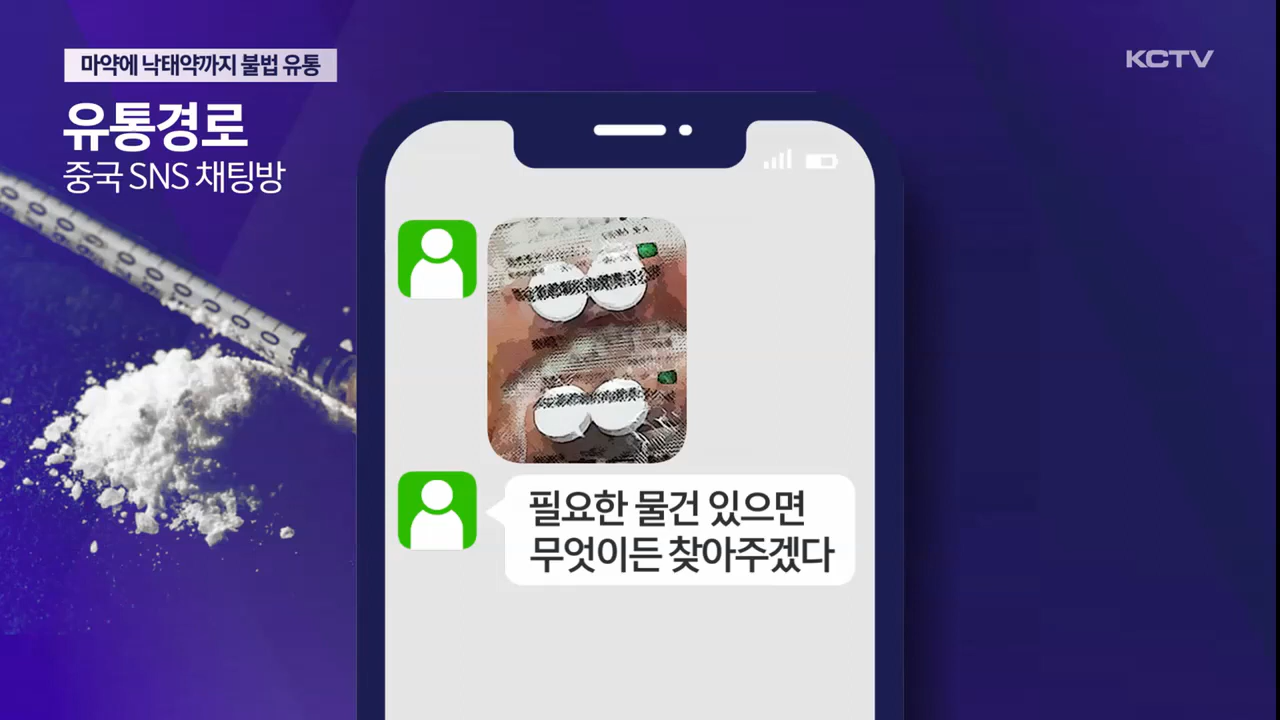 마약에 낙태약까지 불법 유통
KCTV
유통경로
중국 SNS 채팅방
필요한 물건 있으면
무엇이든 찾아주겠다